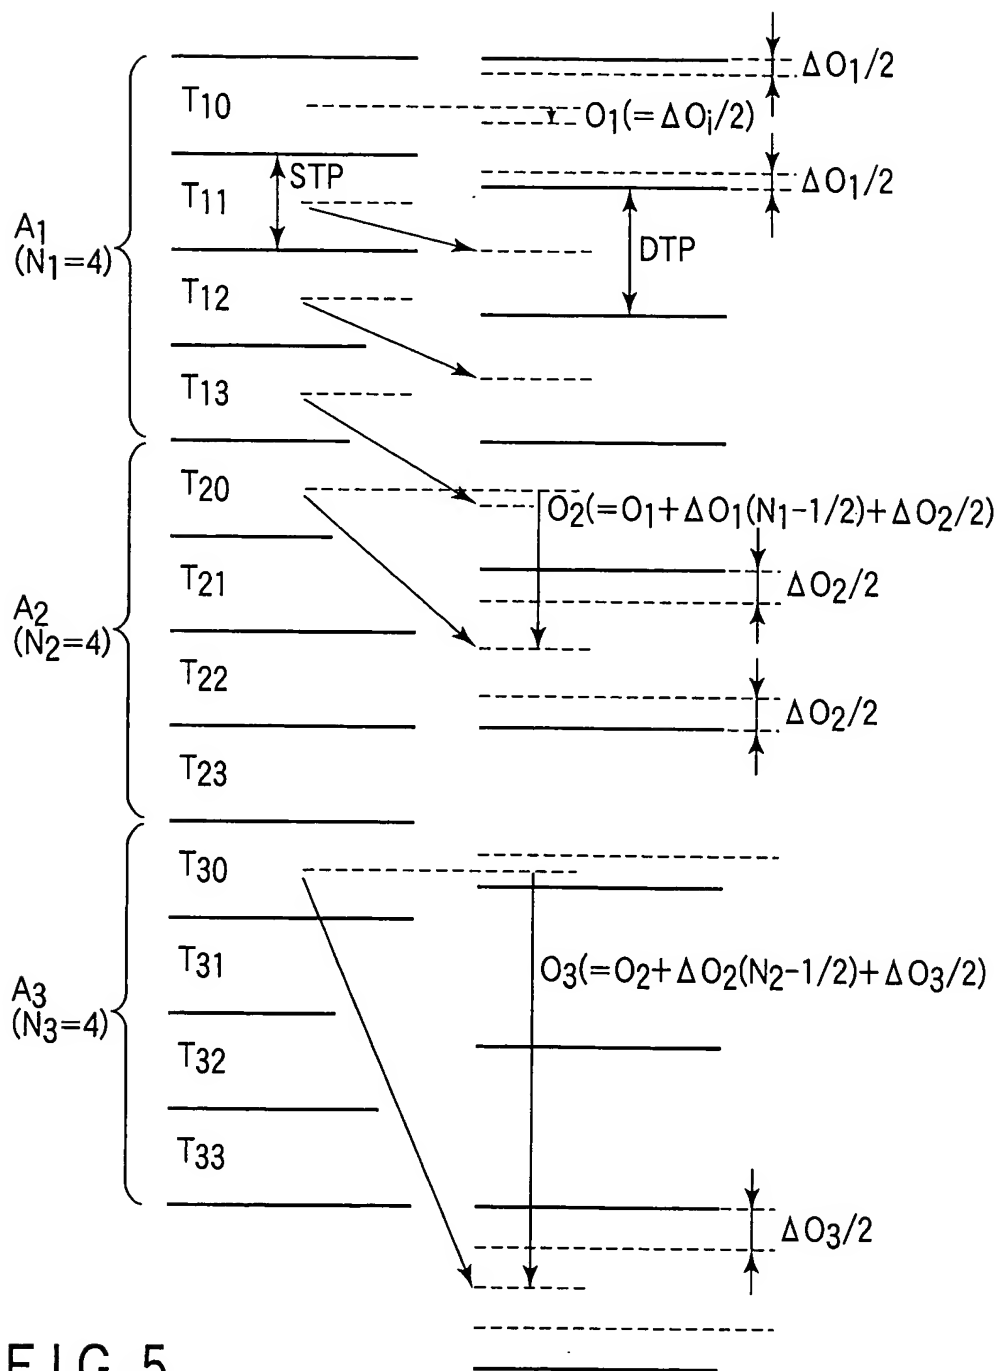 ΔO1/2
T10
O1(=ΔOi/2)
STP
ΔO1/2
T11
A1
(N1=4)
DTP
T12
T13
T20
O2(=O1+ΔO1(N1-1/2)+ΔO2/2)
T21
ΔO2/2
A2
(N2=4)
T22
ΔO2/2
T23
T30
T31
O3(=O2+ΔO2(N2-1/2)+ΔO3/2)
A3
(N3=4)
T32
T33
ΔO3/2
FIG. 5